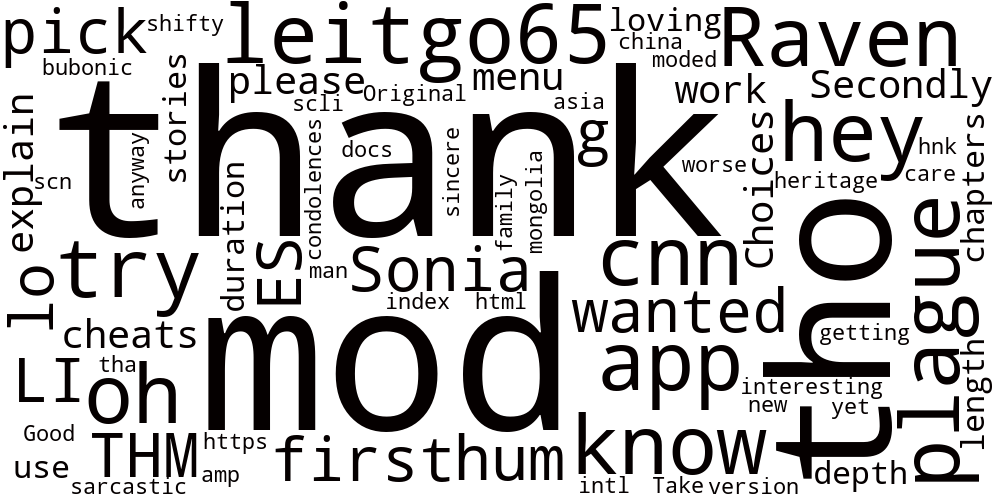 pick
shifty
leitgo65
loving
Raven
china
moded
bubonic
please
menu
work
Secondly
stories
scli
Original
asia
explain
thank
g
hey
hnk
anyway
docs
sincere
worse
Choices
chapters
scn
condolences
family
mongolia
heritage
care
duration
try
ES
man
Sonia
cnn
tho
plague
lo
index
html
wanted
cheats
mod
getting
length
tha
app
LI
oh
interesting
new
yet
Good
THM
https
firsthum
know
use
amp
depth
sarcastic
intl
Take
version